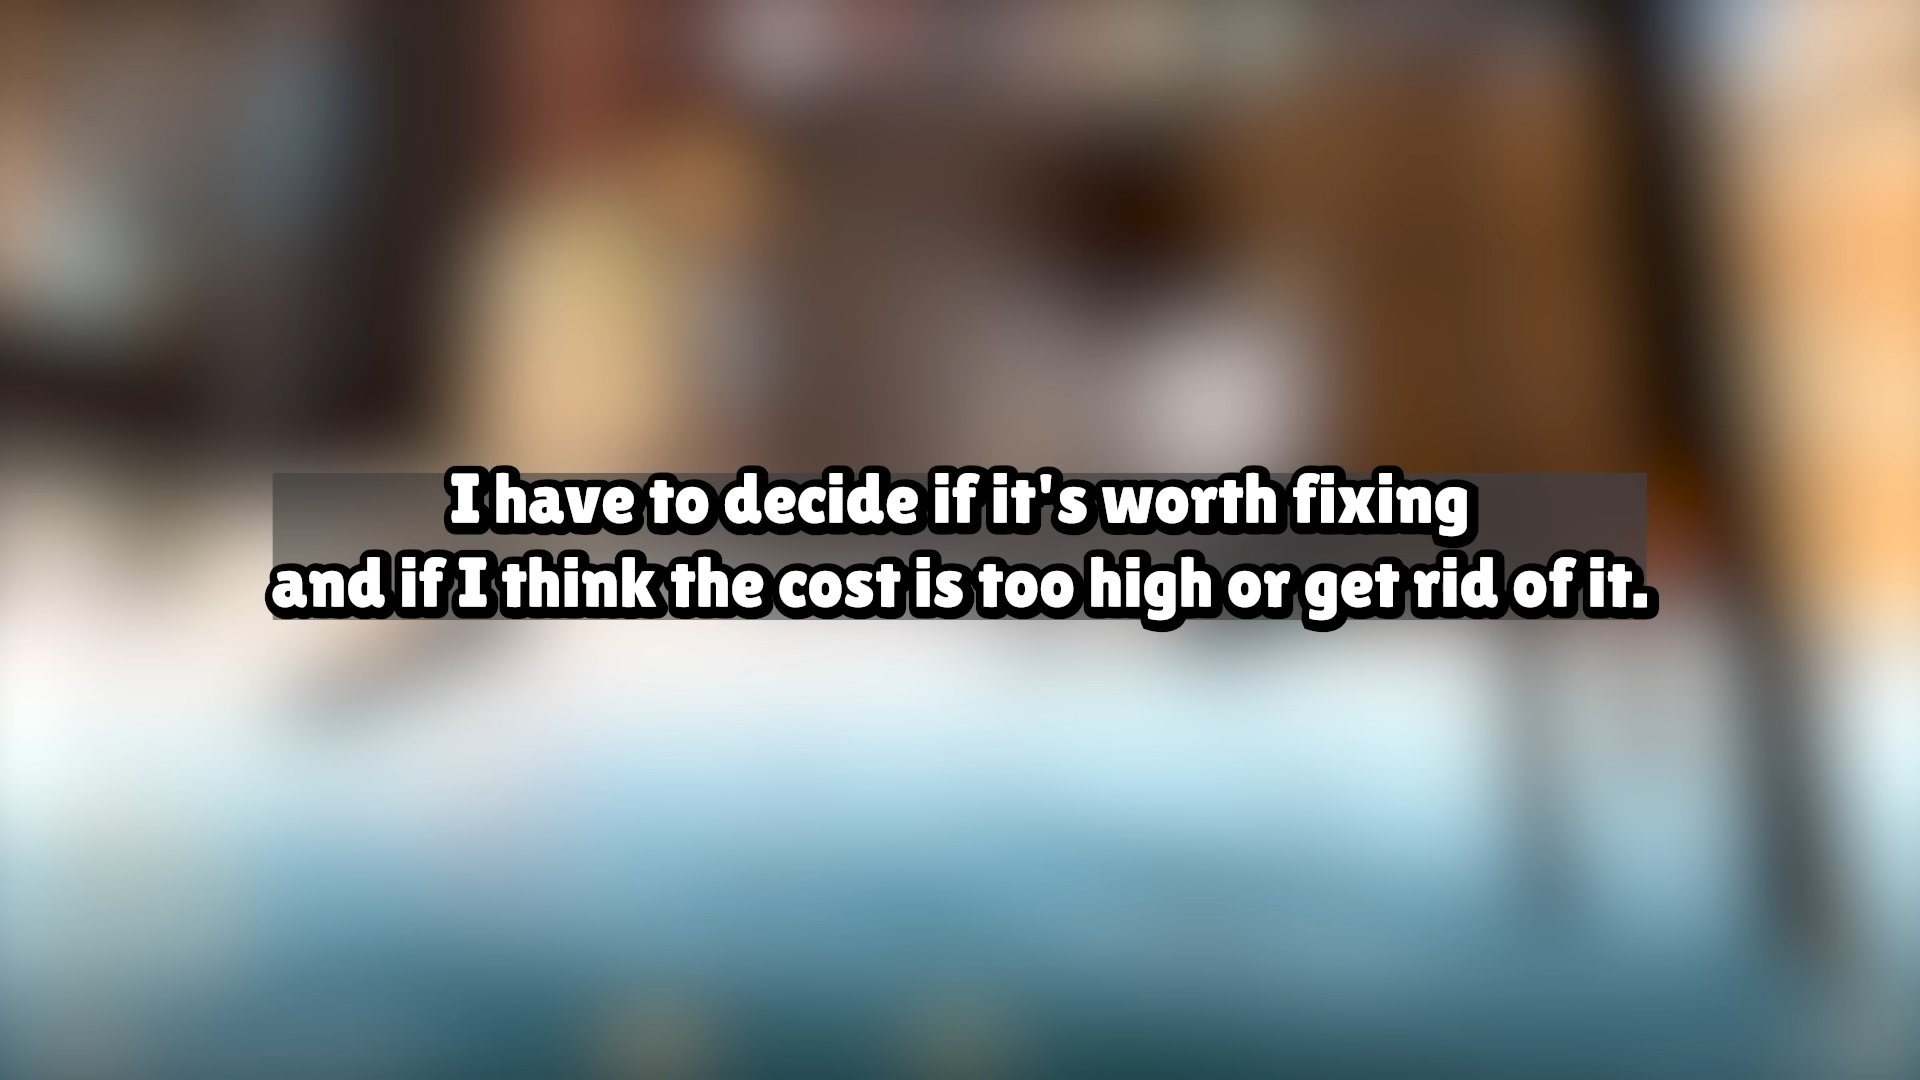 I have to decide if it's worth fixing
and if I think the cost is too high or get rid of it.